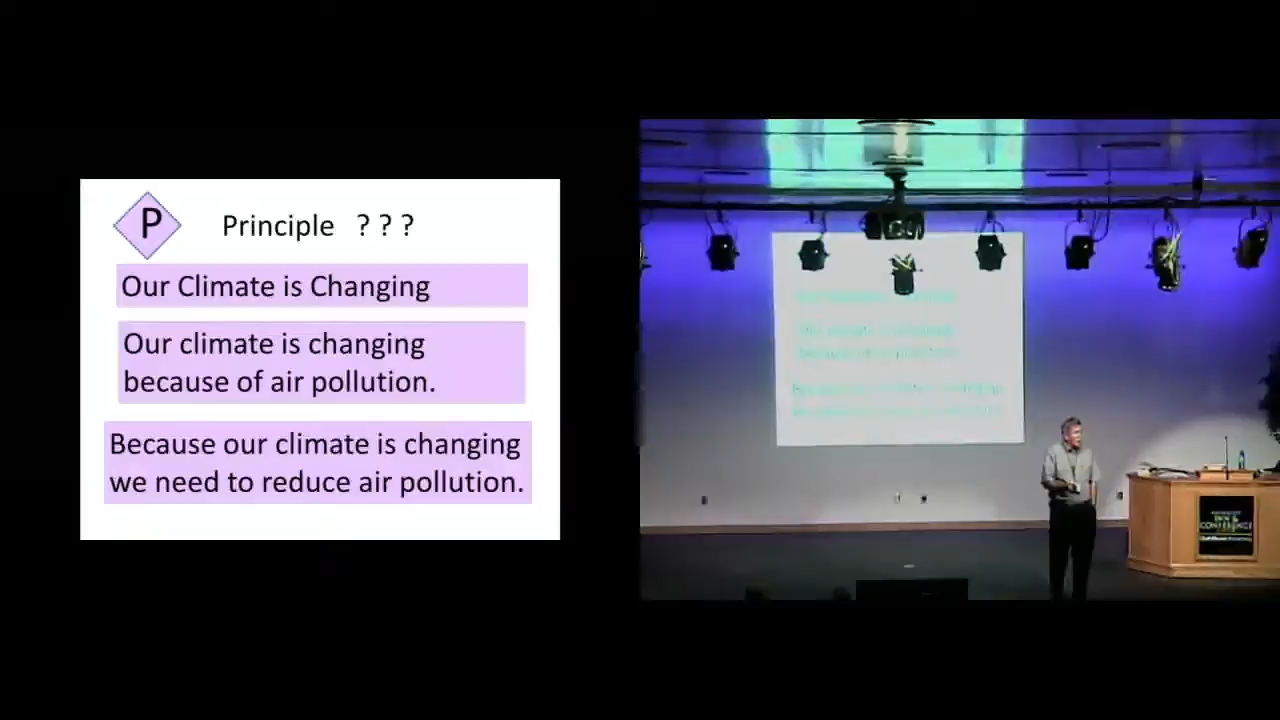 P
Principle ? ? ?
Our Climate is Changing
Our climate is changing
because of air pollution.
Because our climate is changing
we need to reduce air pollution.
CONFERENCE